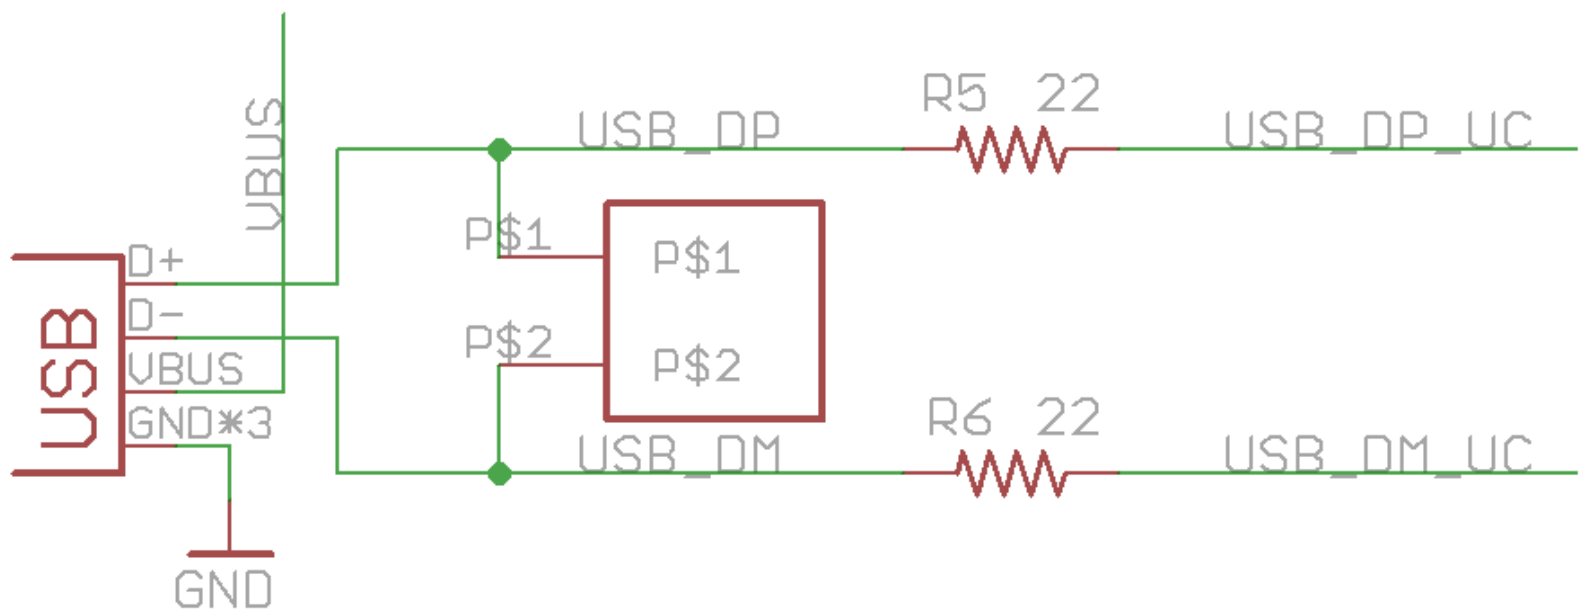 R5 22
USB_DP
USB_DP_UC
VBUS
P$1
P$1
D+
D-
USB
VBUS
GND*3
P$2
P$2
R6 22
USB_DM
USB_DM_UC
GND